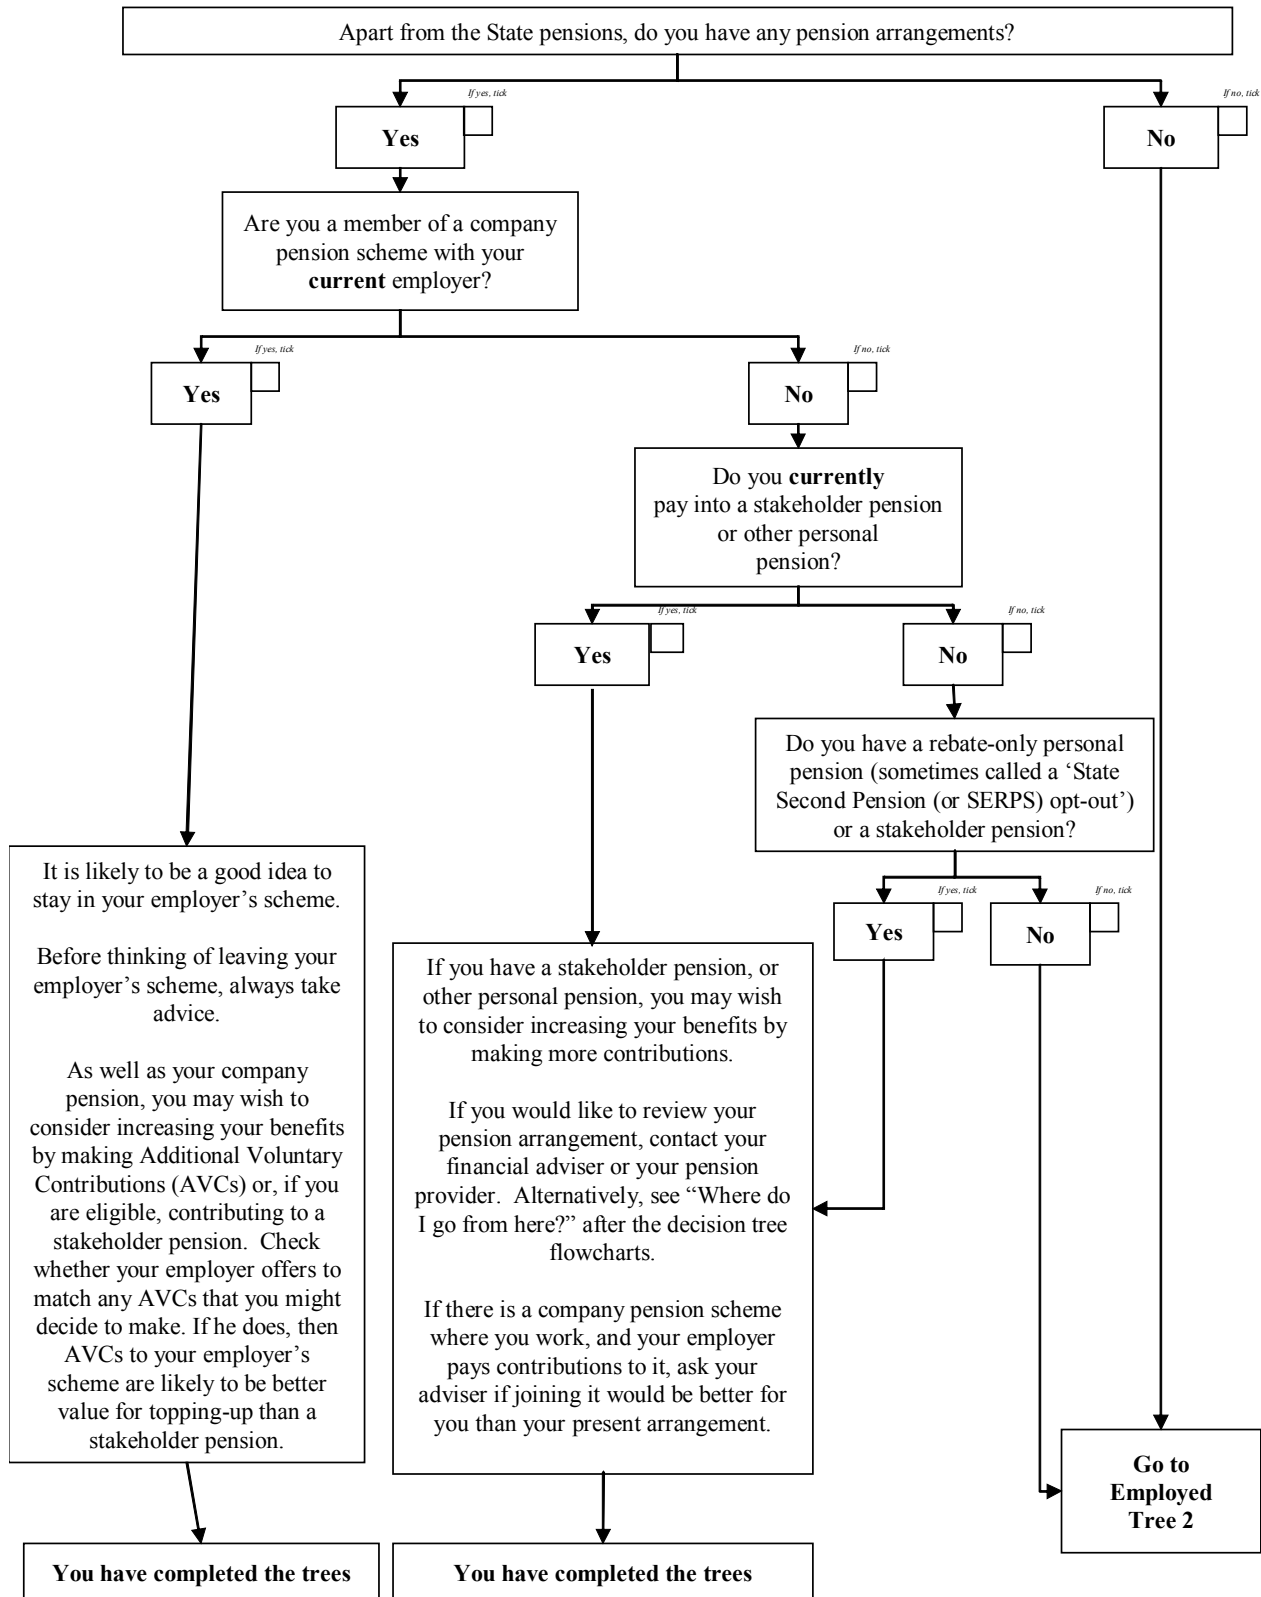 Apart from the State pensions, do you have any pension arrangements?
If yes, tick
If no, tick
Yes
No
Are you a member of a company
pension scheme with your
current employer?
If yes, tick
If no, tick
Yes
No
Do you currently
pay into a stakeholder pension
or other personal
pension?
If yes, tick
If no, tick
Yes
No
Do you have a rebate-only personal
pension (sometimes called a ‘State
Second Pension (or SERPS) opt-out’)
or a stakeholder pension?
If yes, tick
If no, tick
Yes
No
It is likely to be a good idea to
stay in your employer’s scheme.
Before thinking of leaving your
employer’s scheme, always take
advice.
As well as your company
pension, you may wish to
consider increasing your benefits
by making Additional Voluntary
Contributions (AVCs) or, if you
are eligible, contributing to a
stakeholder pension.  Check
whether your employer offers to
match any AVCs that you might
decide to make. If he does, then
AVCs to your employer’s
scheme are likely to be better
value for topping-up than a
stakeholder pension.
If you have a stakeholder pension, or
other personal pension, you may wish
to consider increasing your benefits by
making more contributions.
If you would like to review your
pension arrangement, contact your
financial adviser or your pension
provider.  Alternatively, see “Where do
I go from here?” after the decision tree
flowcharts.
If there is a company pension scheme
where you work, and your employer
pays contributions to it, ask your
adviser if joining it would be better for
you than your present arrangement.
Go to
Employed
Tree 2
You have completed the trees
You have completed the trees